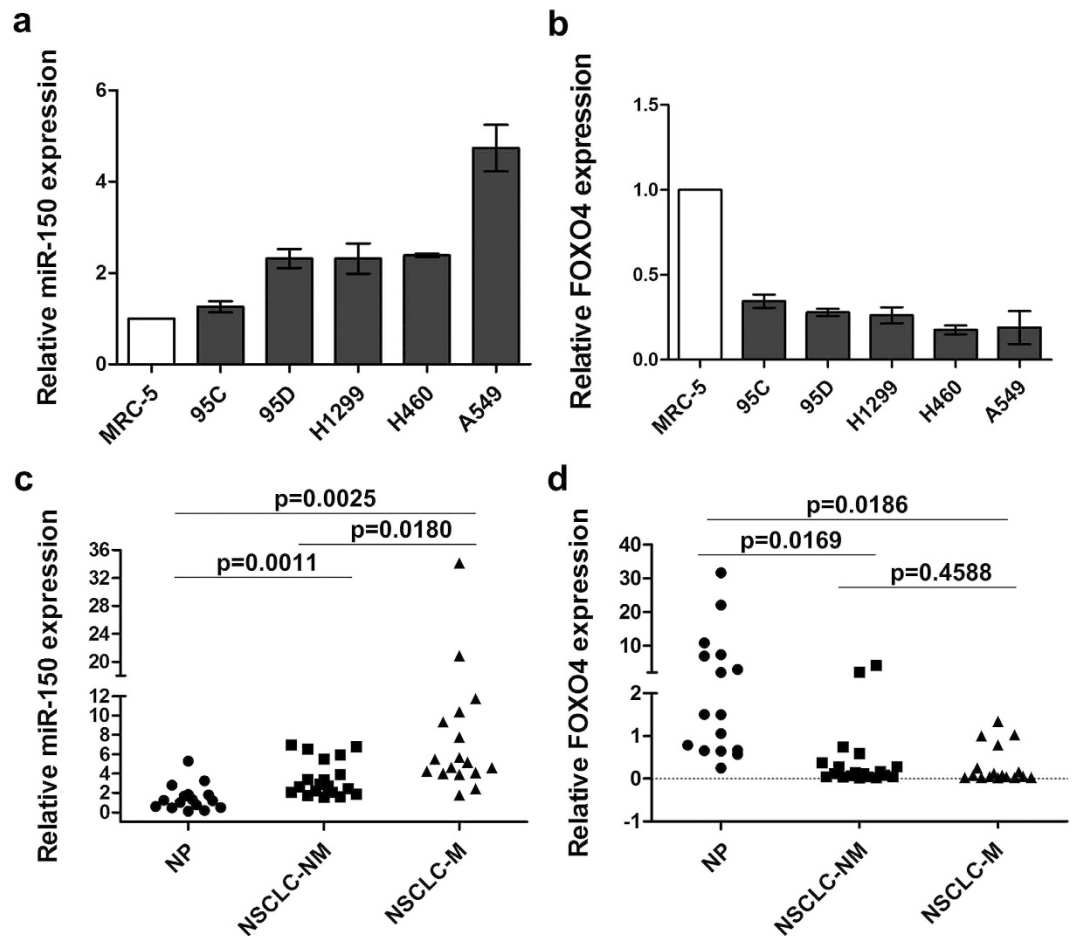 a
Relative miR-150 expression
6
4
2
0
MRC-5
95C
95D
H1299
H460
A549
b
Relative FOXO4 expression
1.5
1.0
0.5
0.0
MRC-5
95C
95D
H1299
H460
A549
c
p=0.0025
p=0.0180
p=0.0011
Relative miR-150 expression
36
32
28
24
20
16
12
10
8
6
4
2
0
NP
NSCLC-NM
NSCLC-M
d
p=0.0186
p=0.0169
p=0.4588
Relative FOXO4 expression
40
30
20
10
2
1
0
-1
NP
NSCLC-NM
NSCLC-M